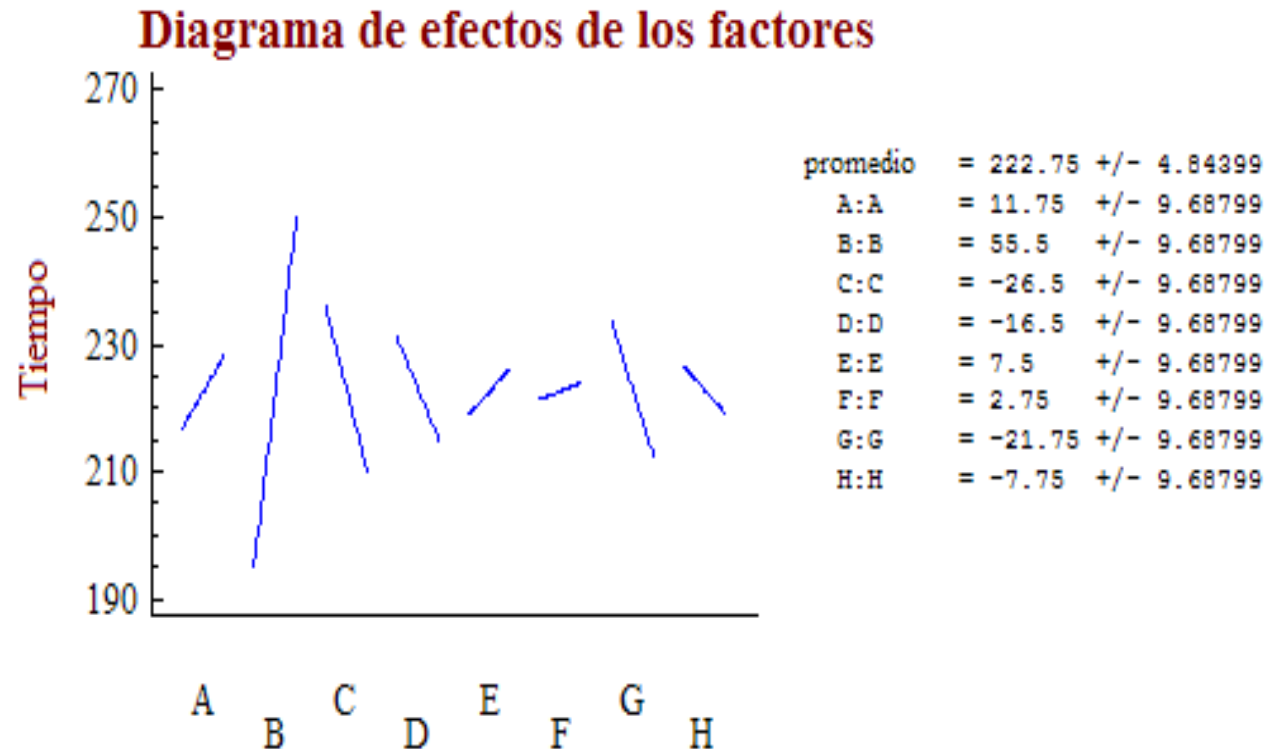 Diagrama de efectos de los factores
Tiempo
270
250
230
210
190
A
B
C
D
E
F
G
H
promedio = 222.75 +/- 4.84399
A:A = 11.75 +/- 9.68799
B:B = 55.5 +/- 9.68799
C:C = -26.5 +/- 9.68799
D:D = -16.5 +/- 9.68799
E:E = 7.5 +/- 9.68799
F:F = 2.75 +/- 9.68799
G:G = -21.75 +/- 9.68799
H:H = -7.75 +/- 9.68799